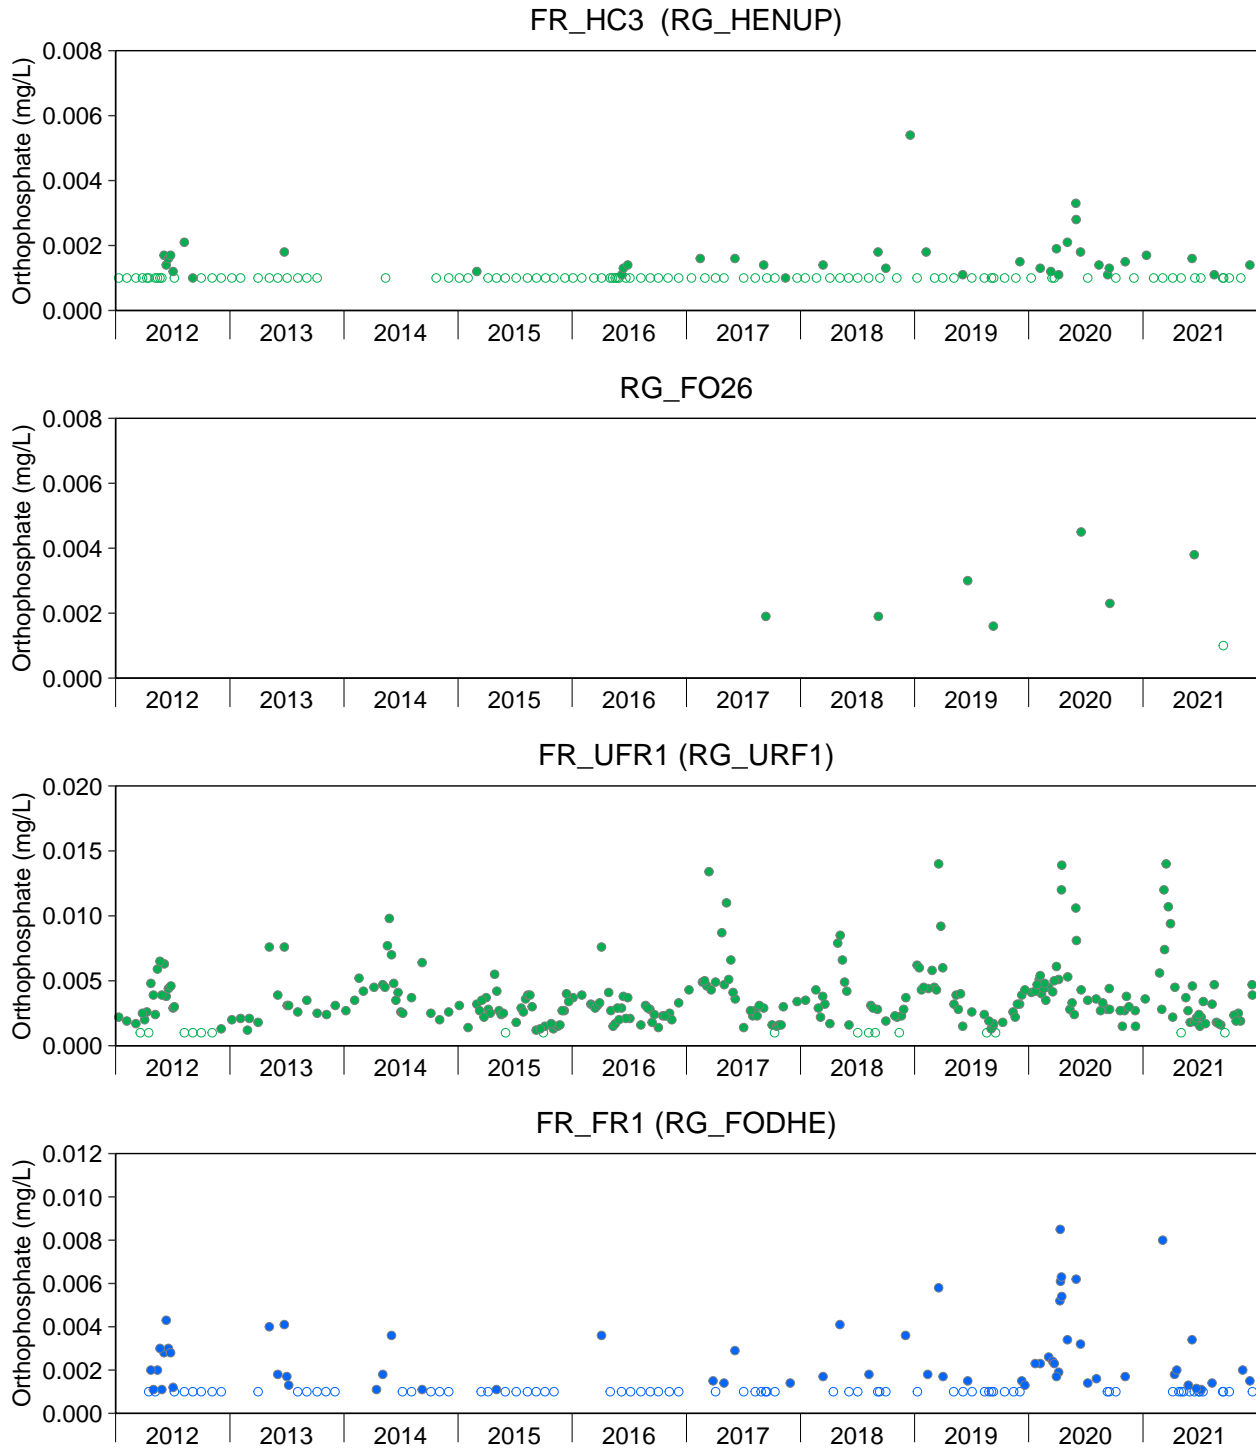 FR_HC3 (RG_HENUP)
Orthophosphate (mg/L)
0.008
0.006
0.004
0.002
0.000
2012 2013 2014 2015 2016 2017 2018 2019 2020 2021
RG_FO26
Orthophosphate (mg/L)
0.008
0.006
0.004
0.002
0.000
2012 2013 2014 2015 2016 2017 2018 2019 2020 2021
FR_UFR1 (RG_URF1)
Orthophosphate (mg/L)
0.020
0.015
0.010
0.005
0.000
2012 2013 2014 2015 2016 2017 2018 2019 2020 2021
FR_FR1 (RG_FODHE)
Orthophosphate (mg/L)
0.012
0.010
0.008
0.006
0.004
0.002
0.000
2012 2013 2014 2015 2016 2017 2018 2019 2020 2021